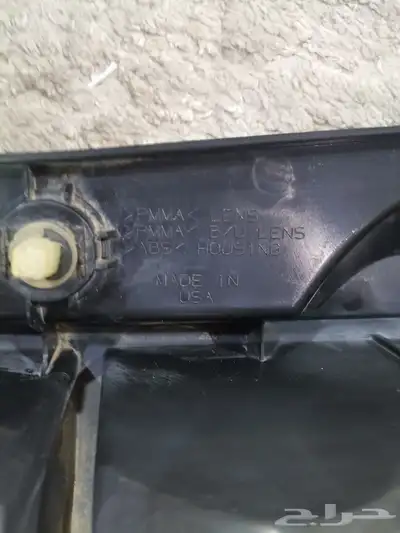 >PMMA< LENS
>PMMA< B/U LENS
>ABS< HOUSING
MADE IN
USA
حراج